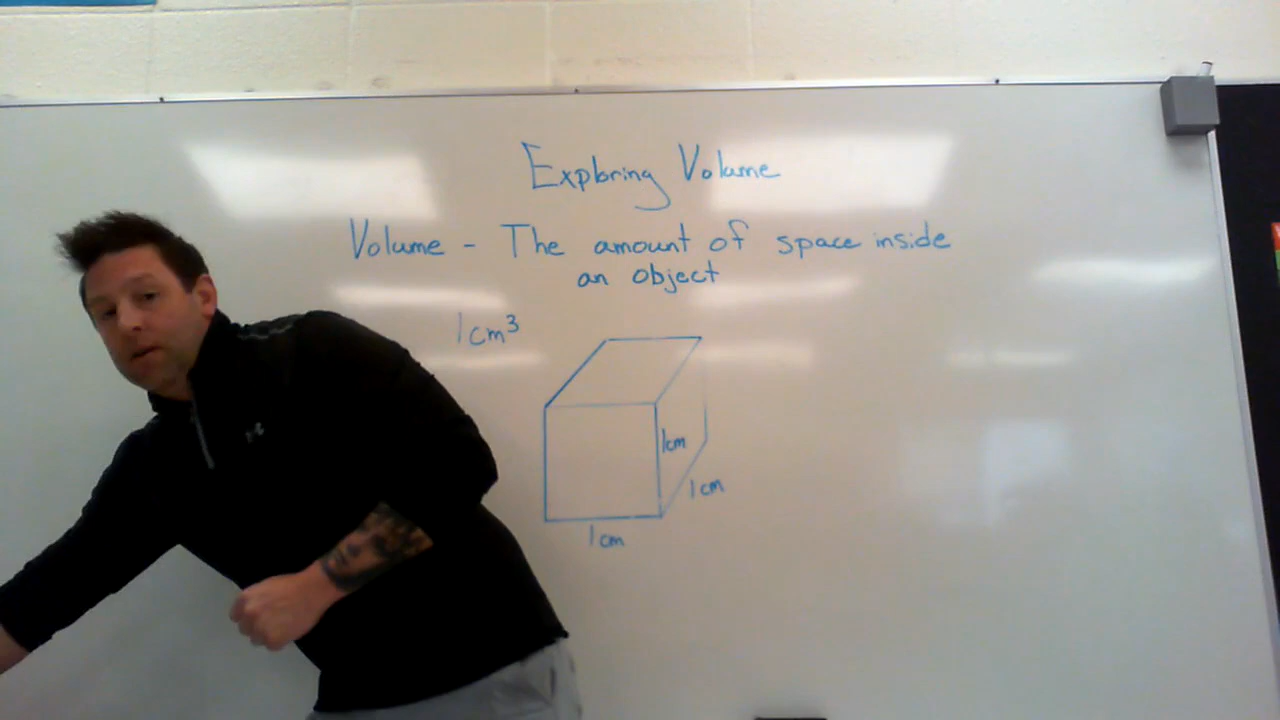 Exploring Volume
Volume - The amount of space inside
an object
1cm³
1cm
1cm
1cm